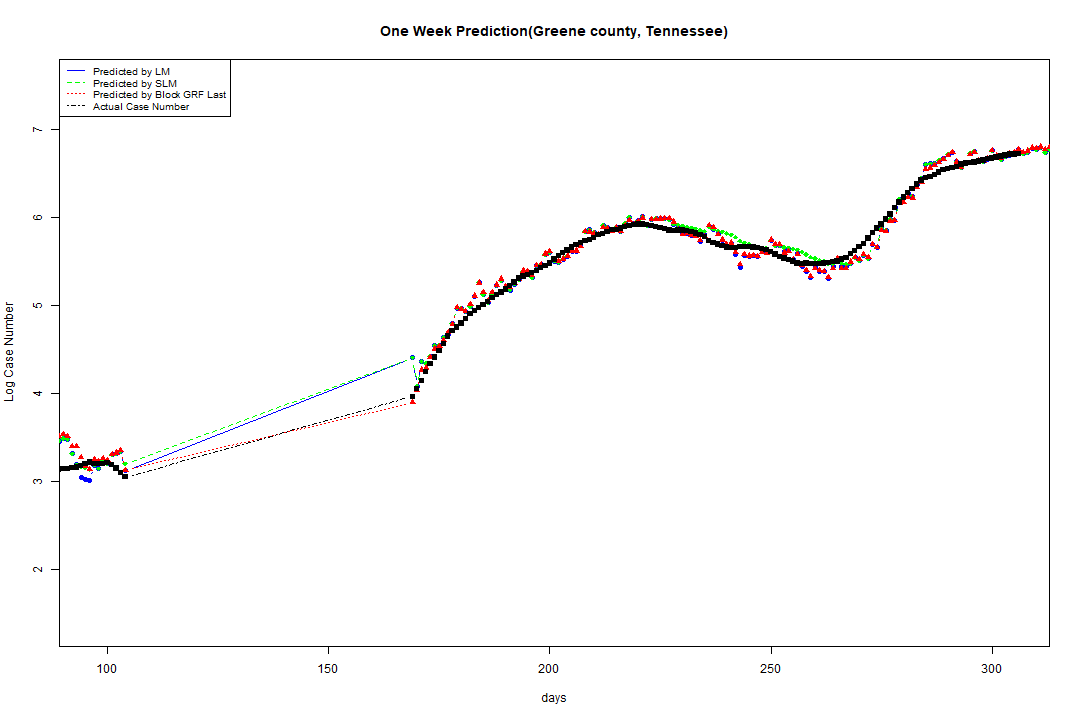 One Week Prediction(Greene county, Tennessee)
Predicted by LM
Predicted by SLM
Predicted by Block GRF Last
Actual Case Number
7
6
5
4
3
2
Log Case Number
100 150 200 250 300
days